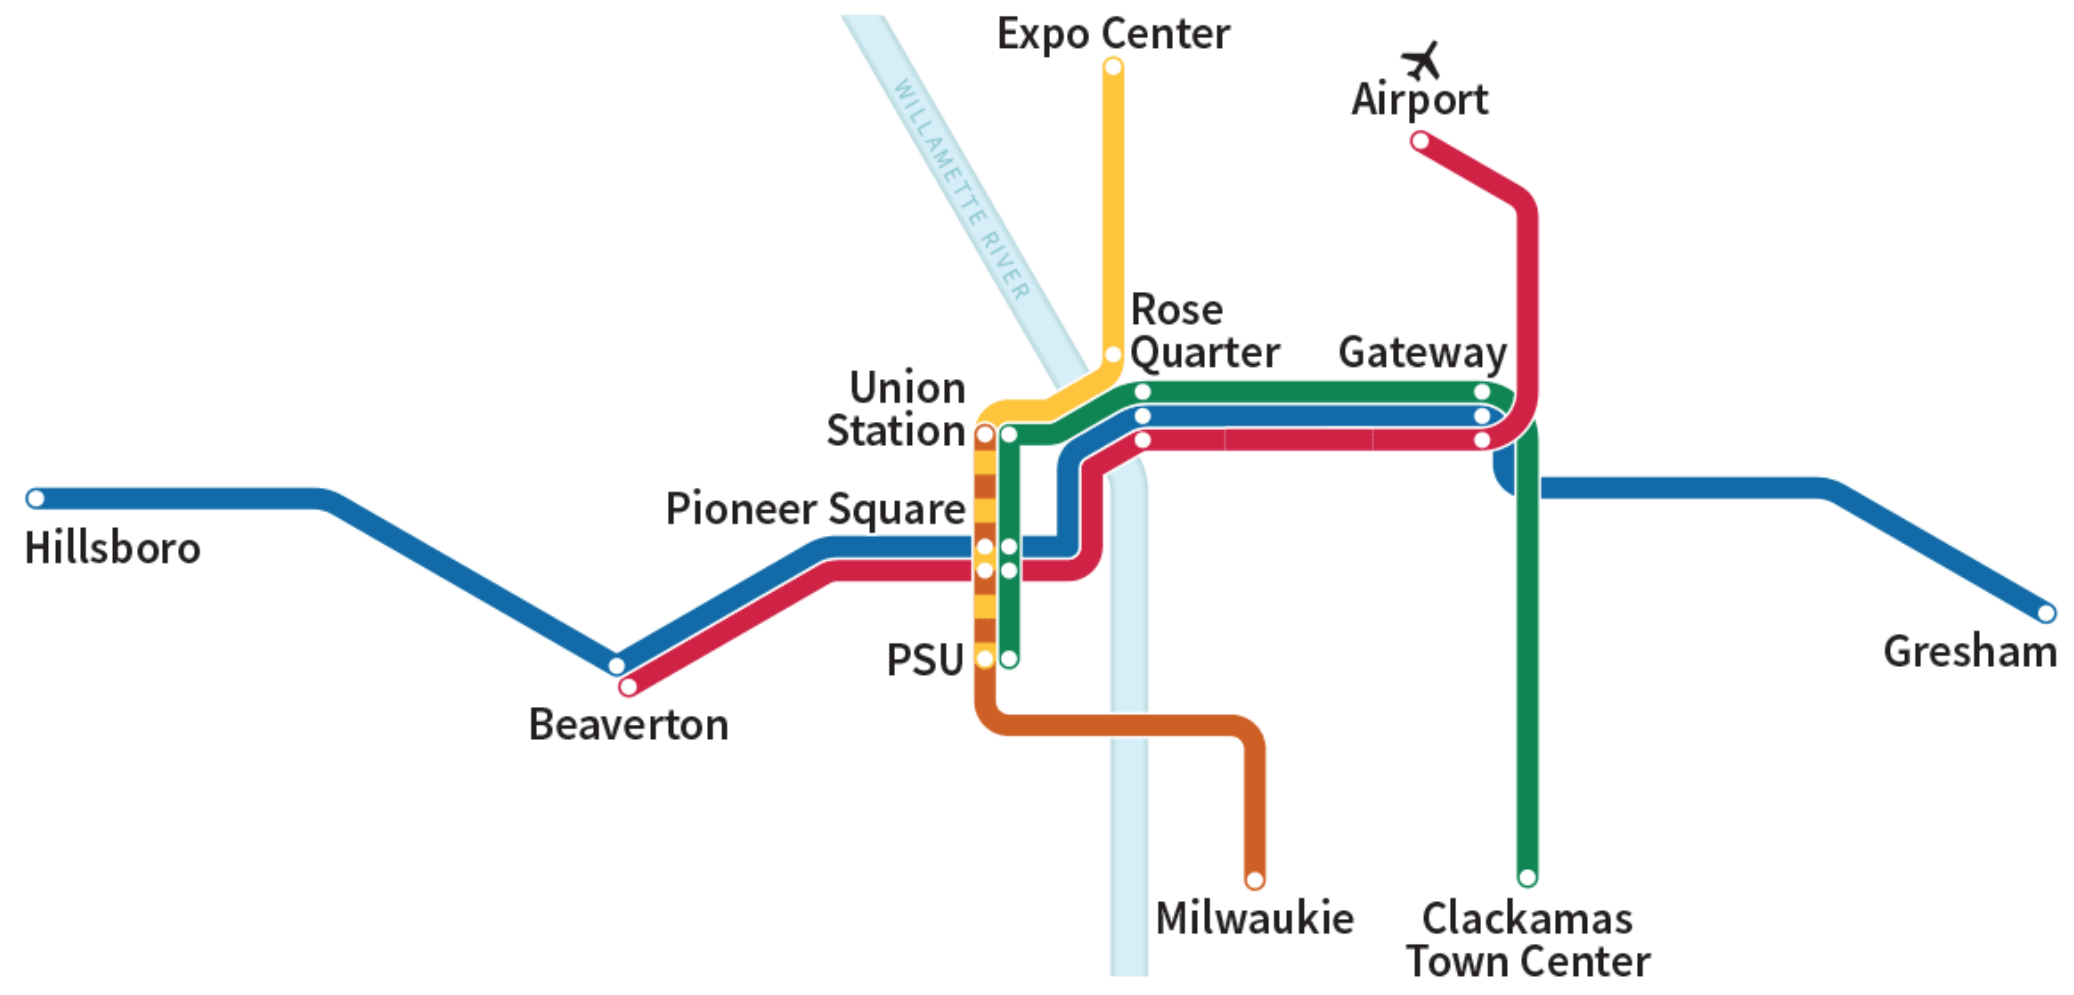 Expo Center
Airport
WILLAMETTE RIVER
Rose
Quarter
Gateway
Union
Station
Pioneer Square
Hillsboro
PSU
Beaverton
Gresham
Milwaukie
Clackamas
Town Center